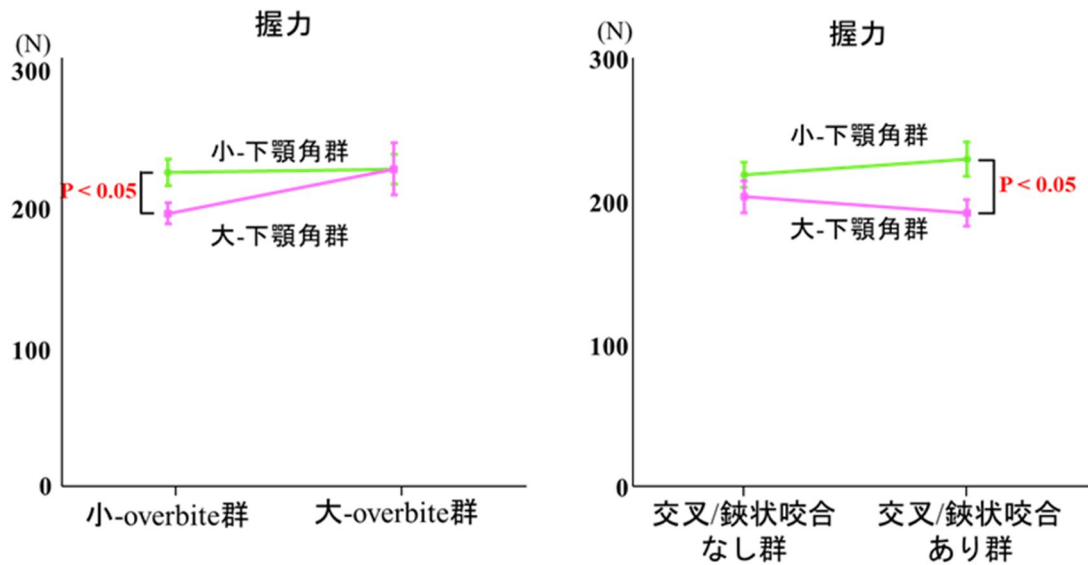 握力
(N)
300
小-下顎角群
P < 0.05
200
大-下顎角群
100
0
小-overbite群
大-overbite群
握力
(N)
300
小-下顎角群
P < 0.05
200
大-下顎角群
100
0
交叉/鋏状咬合
なし群
交叉/鋏状咬合
あり群